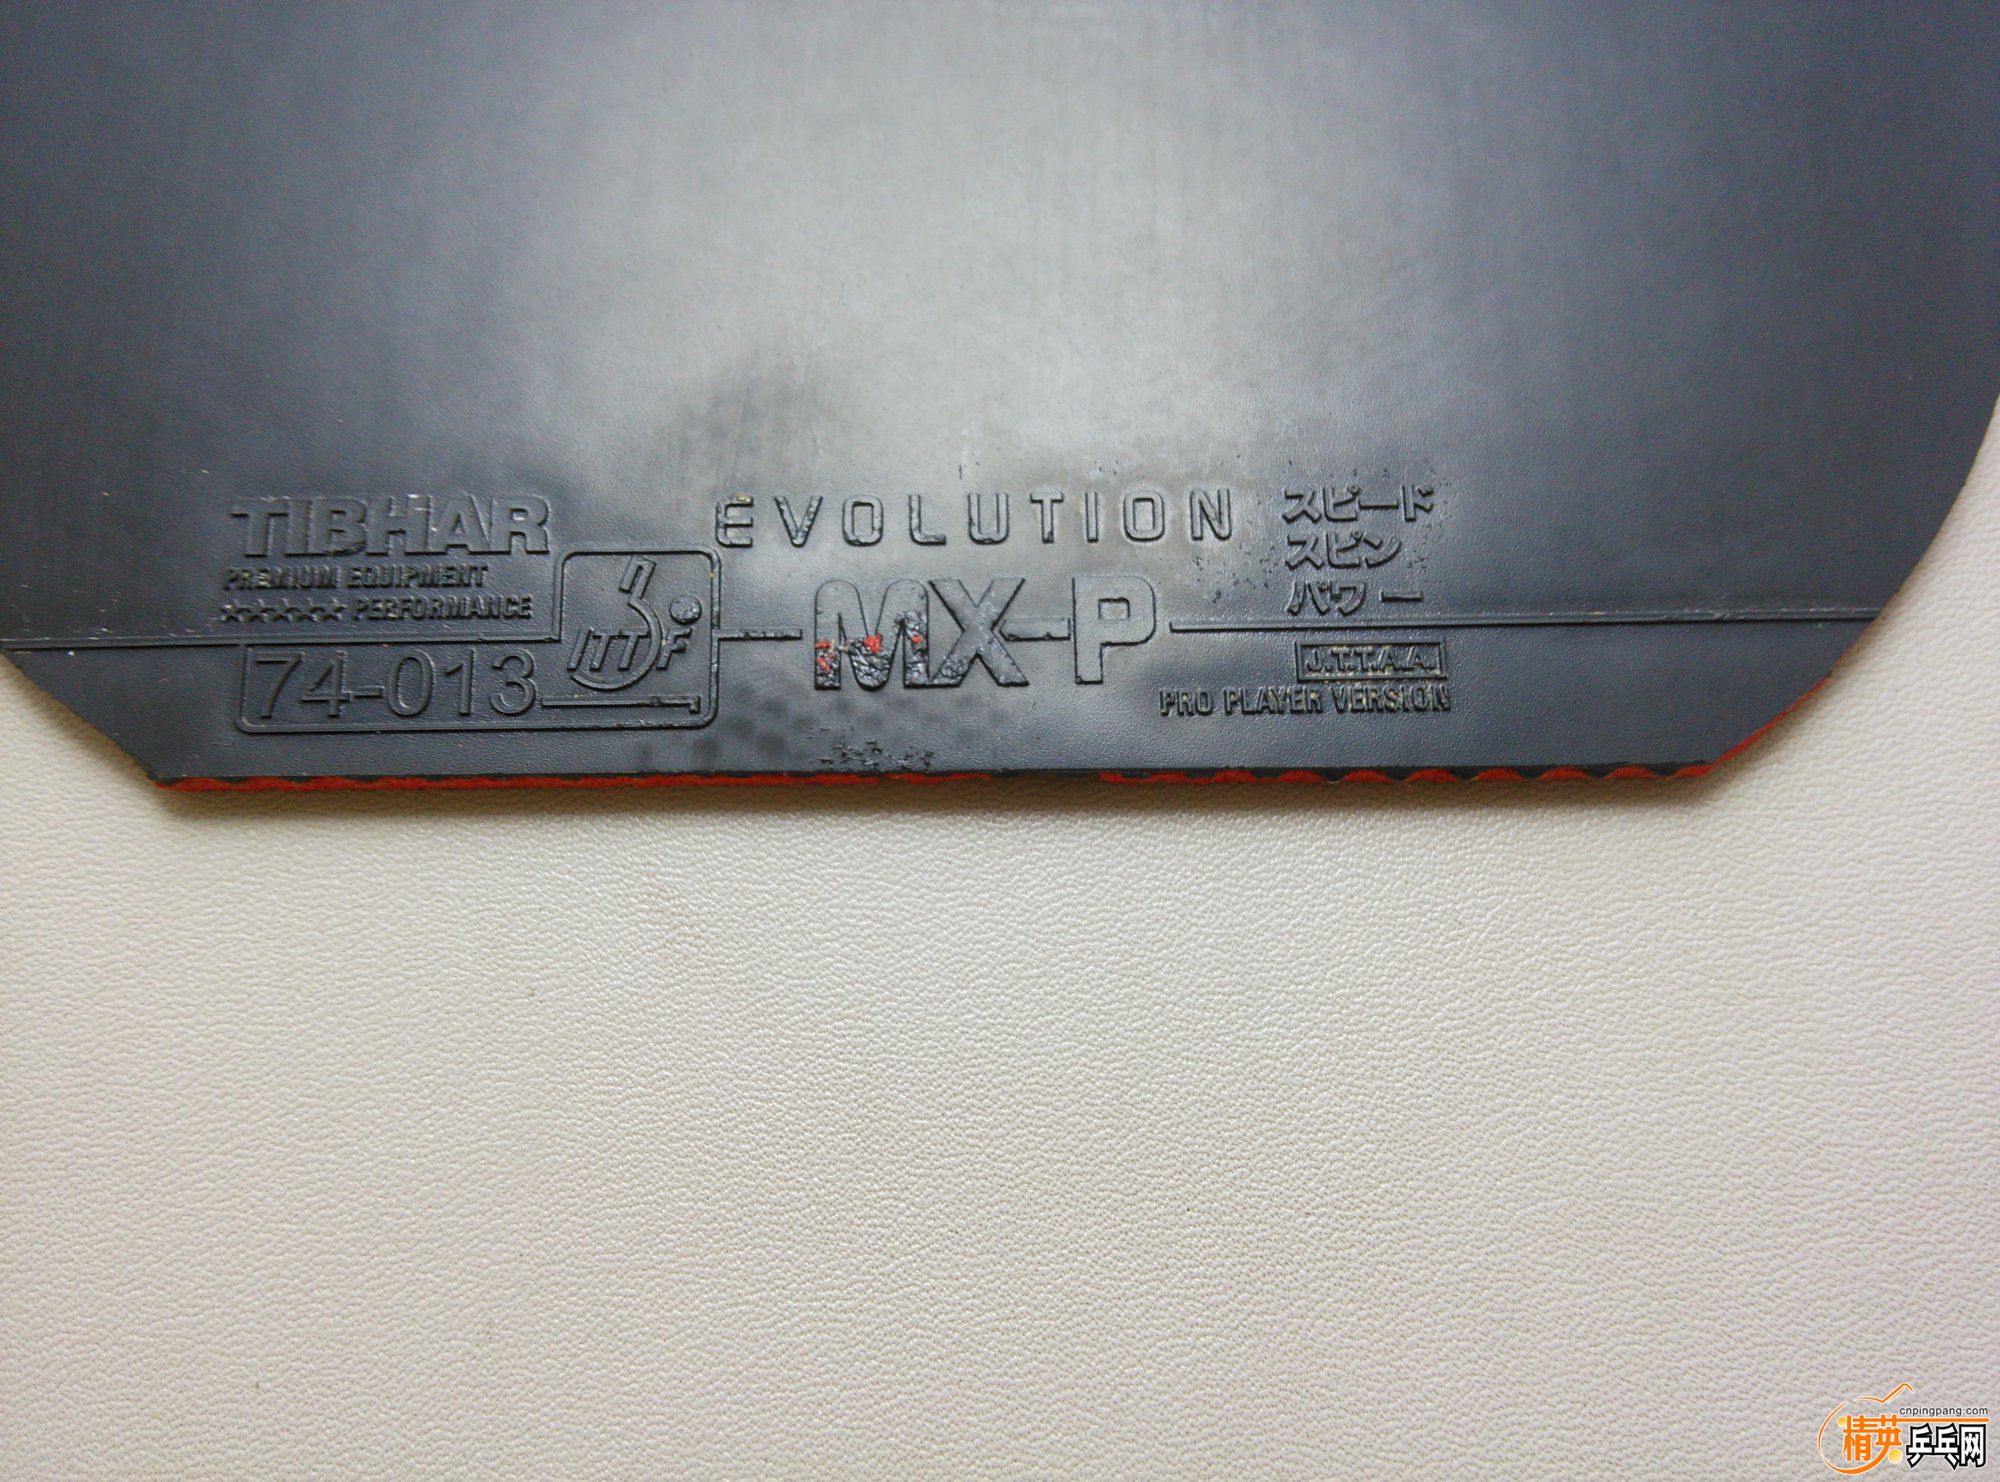 TIBHAR
PREMIUM EQUIPMENT
☆☆☆☆☆ PERFORMANCE
74-013
ITTF
EVOLUTION
MX-P
スピード
スピン
パワー
J.T.T.A.A.
PRO PLAYER VERSION
cnpingpang.com
精英乒乓网